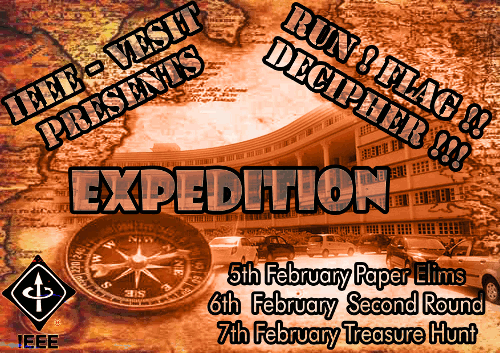 IEEE - VESIT
PRESENTS
RUN ! FLAG !!
DECIPHER !!!
EXPEDITION
5th February Paper Elims
6th February Second Round
7th February Treasure Hunt
IEEE